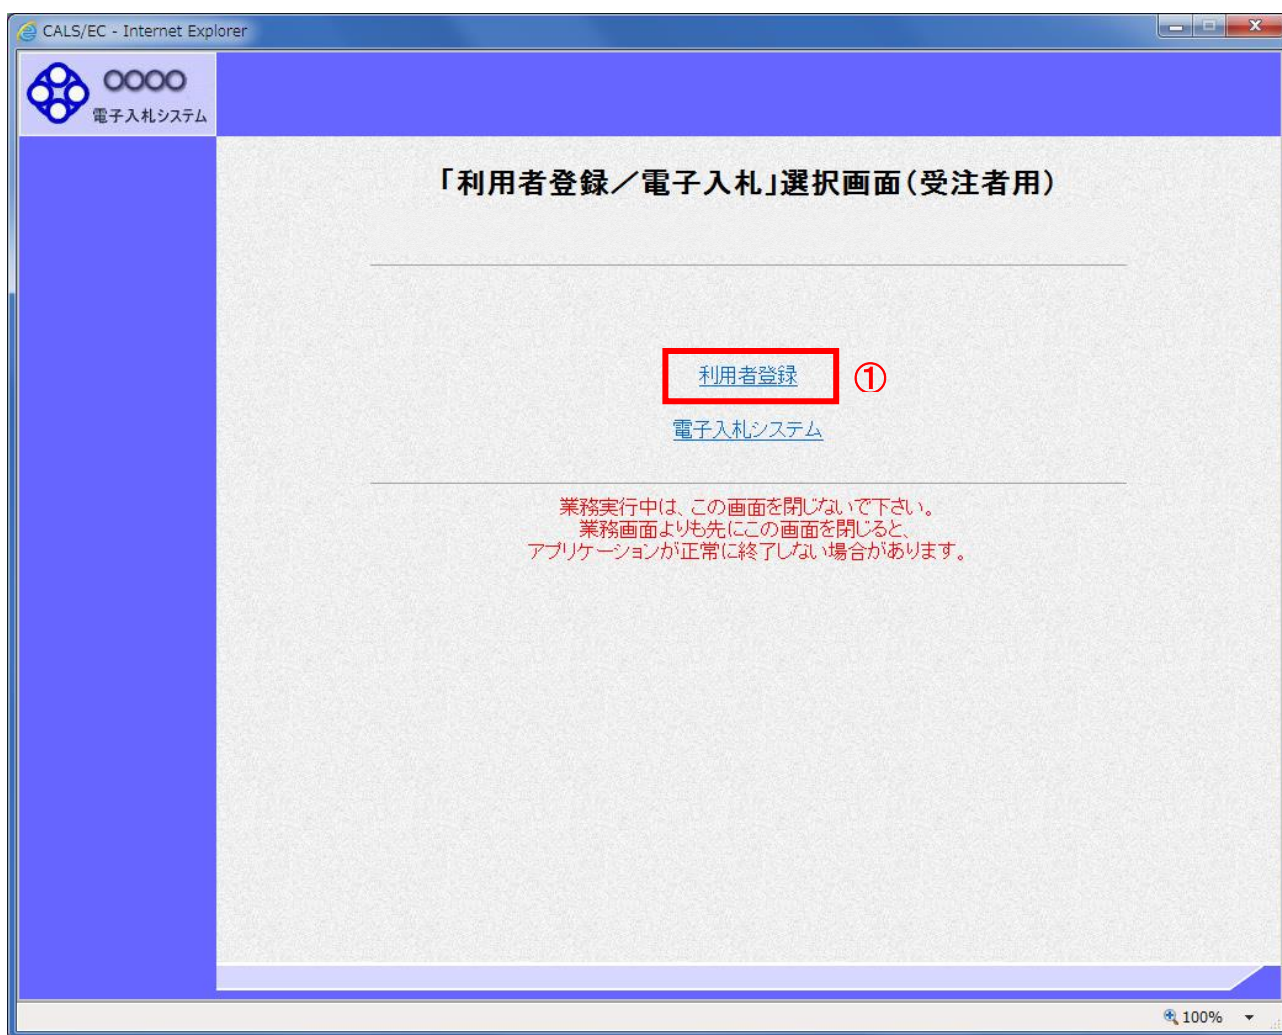 CALS/EC - Internet Explorer
○○○○
電子入札システム
「利用者登録／電子入札」選択画面(受注者用)
利用者登録 ①
電子入札システム
業務実行中は、この画面を閉じないで下さい。
業務画面よりも先にこの画面を閉じると、
アプリケーションが正常に終了しない場合があります。
100%